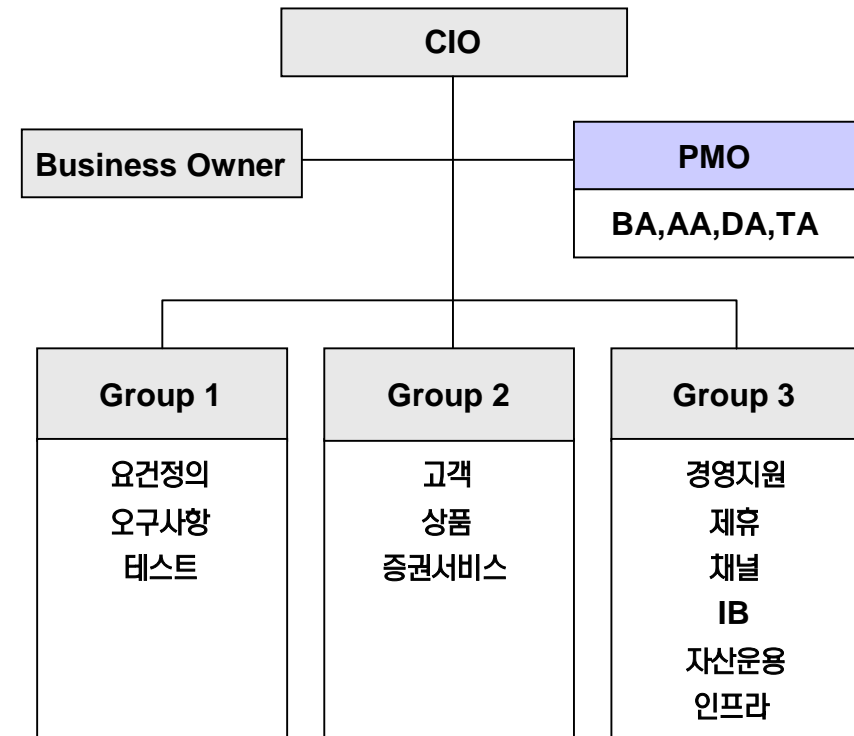 CIO
Business Owner
PMO
BA,AA,DA,TA
Group 1
요건정의
오구사항
테스트
Group 2
고객
상품
증권서비스
Group 3
경영지원
제휴
채널
IB
자산운용
인프라